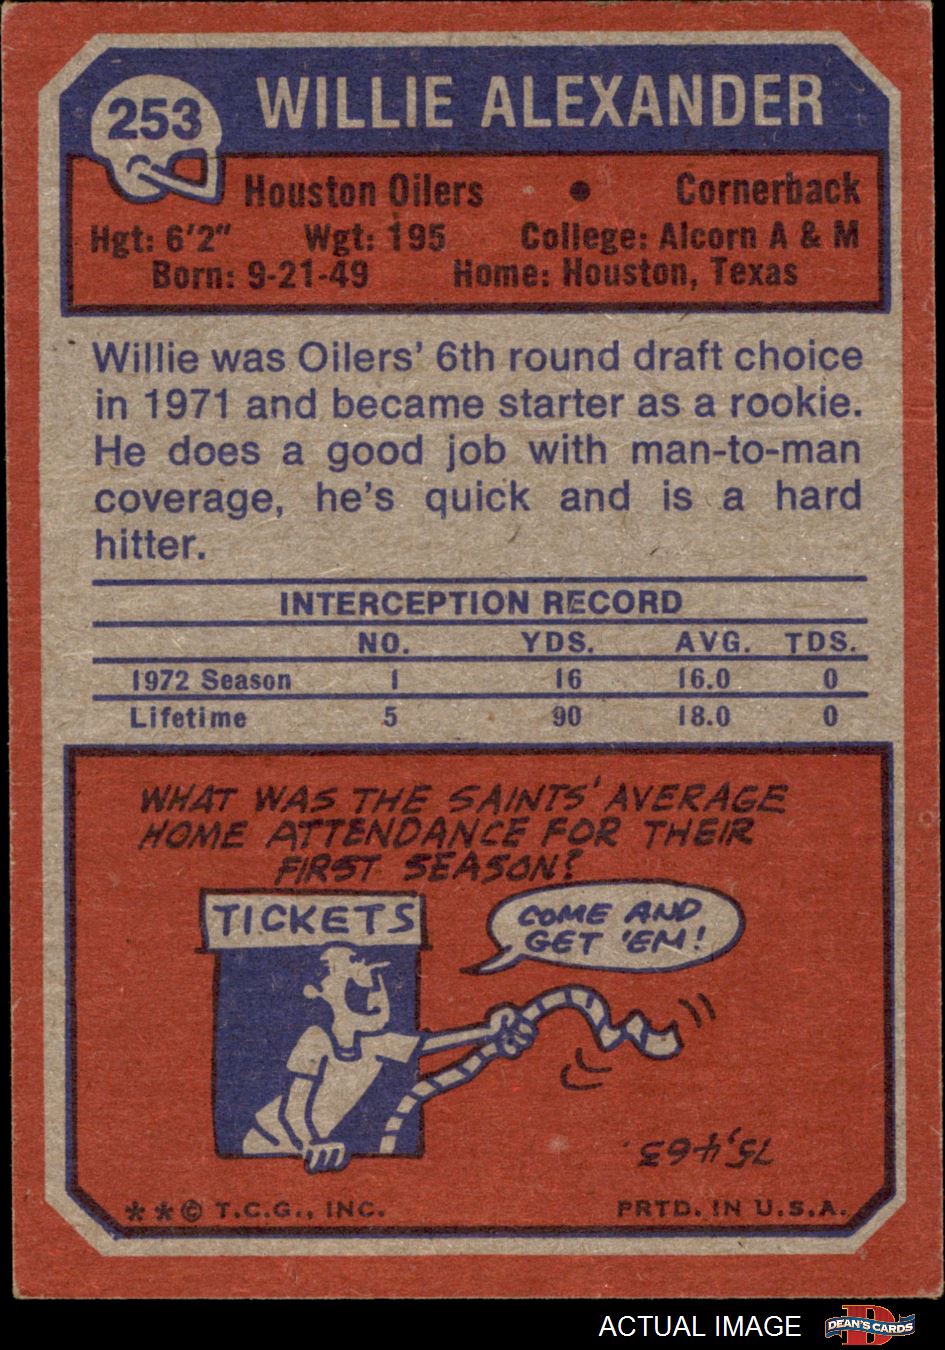 253
WILLIE ALEXANDER
Houston Oilers • Cornerback
Hgt: 6'2" Wgt: 195 College: Alcorn A & M
Born: 9-21-49 Home: Houston, Texas
Willie was Oilers' 6th round draft choice
in 1971 and became starter as a rookie.
He does a good job with man-to-man
coverage, he's quick and is a hard
hitter.
INTERCEPTION RECORD
NO. YDS. AVG. TDS.
1972 Season 1 16 16.0 0
Lifetime 5 90 18.0 0
WHAT WAS THE SAINTS' AVERAGE
HOME ATTENDANCE FOR THEIR
FIRST SEASON?
TICKETS
COME AND
GET 'EM!
75,463.
**© T.C.G., INC. PRTD. IN U.S.A.
ACTUAL IMAGE
D
DEAN'S CARDS